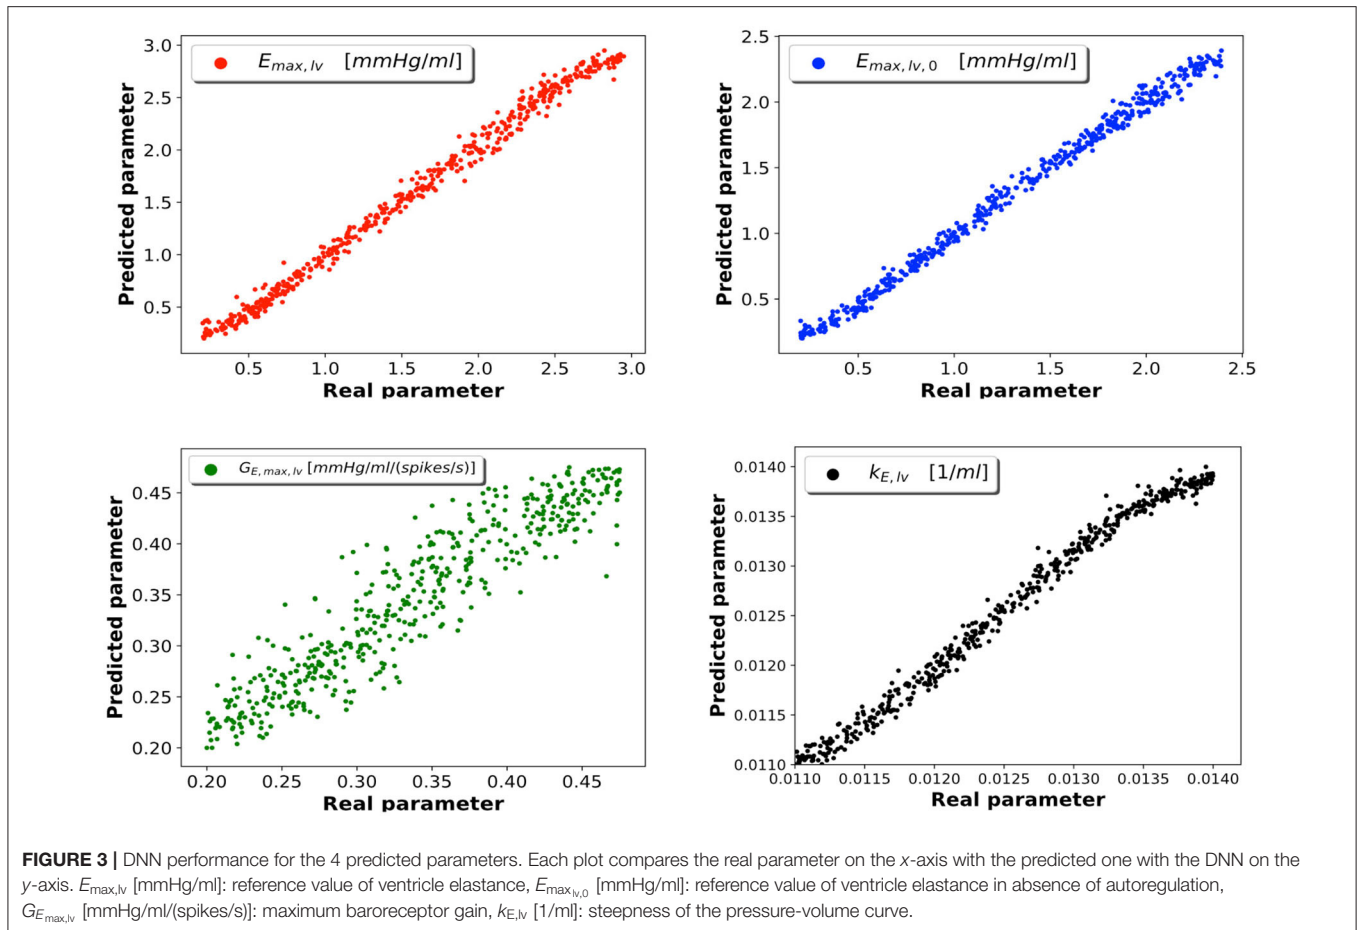 E_max,lv [mmHg/ml]
3.0
2.5
2.0
1.5
1.0
0.5
Predicted parameter
0.5 1.0 1.5 2.0 2.5 3.0
Real parameter
E_max,lv,0 [mmHg/ml]
2.5
2.0
1.5
1.0
0.5
Predicted parameter
0.5 1.0 1.5 2.0 2.5
Real parameter
G_E,max,lv [mmHg/ml/(spikes/s)]
0.45
0.40
0.35
0.30
0.25
0.20
Predicted parameter
0.20 0.25 0.30 0.35 0.40 0.45
Real parameter
k_E,lv [1/ml]
0.0140
0.0135
0.0130
0.0125
0.0120
0.0115
0.0110
Predicted parameter
0.0110 0.0115 0.0120 0.0125 0.0130 0.0135 0.0140
Real parameter
FIGURE 3 | DNN performance for the 4 predicted parameters. Each plot compares the real parameter on the x-axis with the predicted one with the DNN on the
y-axis. E_max,lv [mmHg/ml]: reference value of ventricle elastance, E_max_lv,0 [mmHg/ml]: reference value of ventricle elastance in absence of autoregulation,
G_E_max,lv [mmHg/ml/(spikes/s)]: maximum baroreceptor gain, k_E,lv [1/ml]: steepness of the pressure-volume curve.